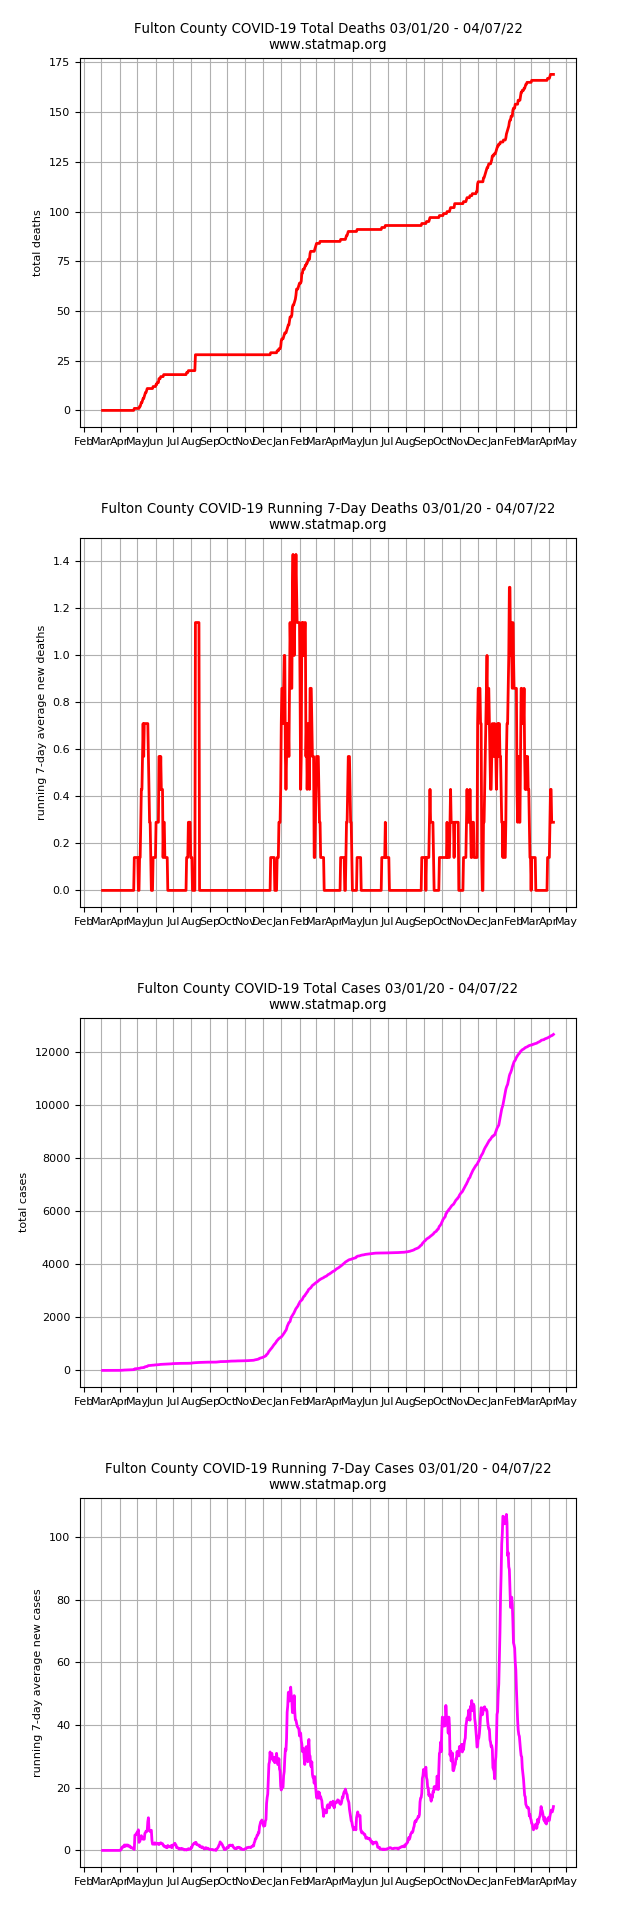 Fulton County COVID-19 Total Deaths 03/01/20 - 04/07/22
www.statmap.org
175
150
125
100
75
50
25
0
total deaths
Feb Mar Apr May Jun Jul Aug Sep Oct Nov Dec Jan Feb Mar Apr May Jun Jul Aug Sep Oct Nov Dec Jan Feb Mar Apr May
Fulton County COVID-19 Running 7-Day Deaths 03/01/20 - 04/07/22
www.statmap.org
1.4
1.2
1.0
0.8
0.6
0.4
0.2
0.0
running 7-day average new deaths
Feb Mar Apr May Jun Jul Aug Sep Oct Nov Dec Jan Feb Mar Apr May Jun Jul Aug Sep Oct Nov Dec Jan Feb Mar Apr May
Fulton County COVID-19 Total Cases 03/01/20 - 04/07/22
www.statmap.org
12000
10000
8000
6000
4000
2000
0
total cases
Feb Mar Apr May Jun Jul Aug Sep Oct Nov Dec Jan Feb Mar Apr May Jun Jul Aug Sep Oct Nov Dec Jan Feb Mar Apr May
Fulton County COVID-19 Running 7-Day Cases 03/01/20 - 04/07/22
www.statmap.org
100
80
60
40
20
0
running 7-day average new cases
Feb Mar Apr May Jun Jul Aug Sep Oct Nov Dec Jan Feb Mar Apr May Jun Jul Aug Sep Oct Nov Dec Jan Feb Mar Apr May